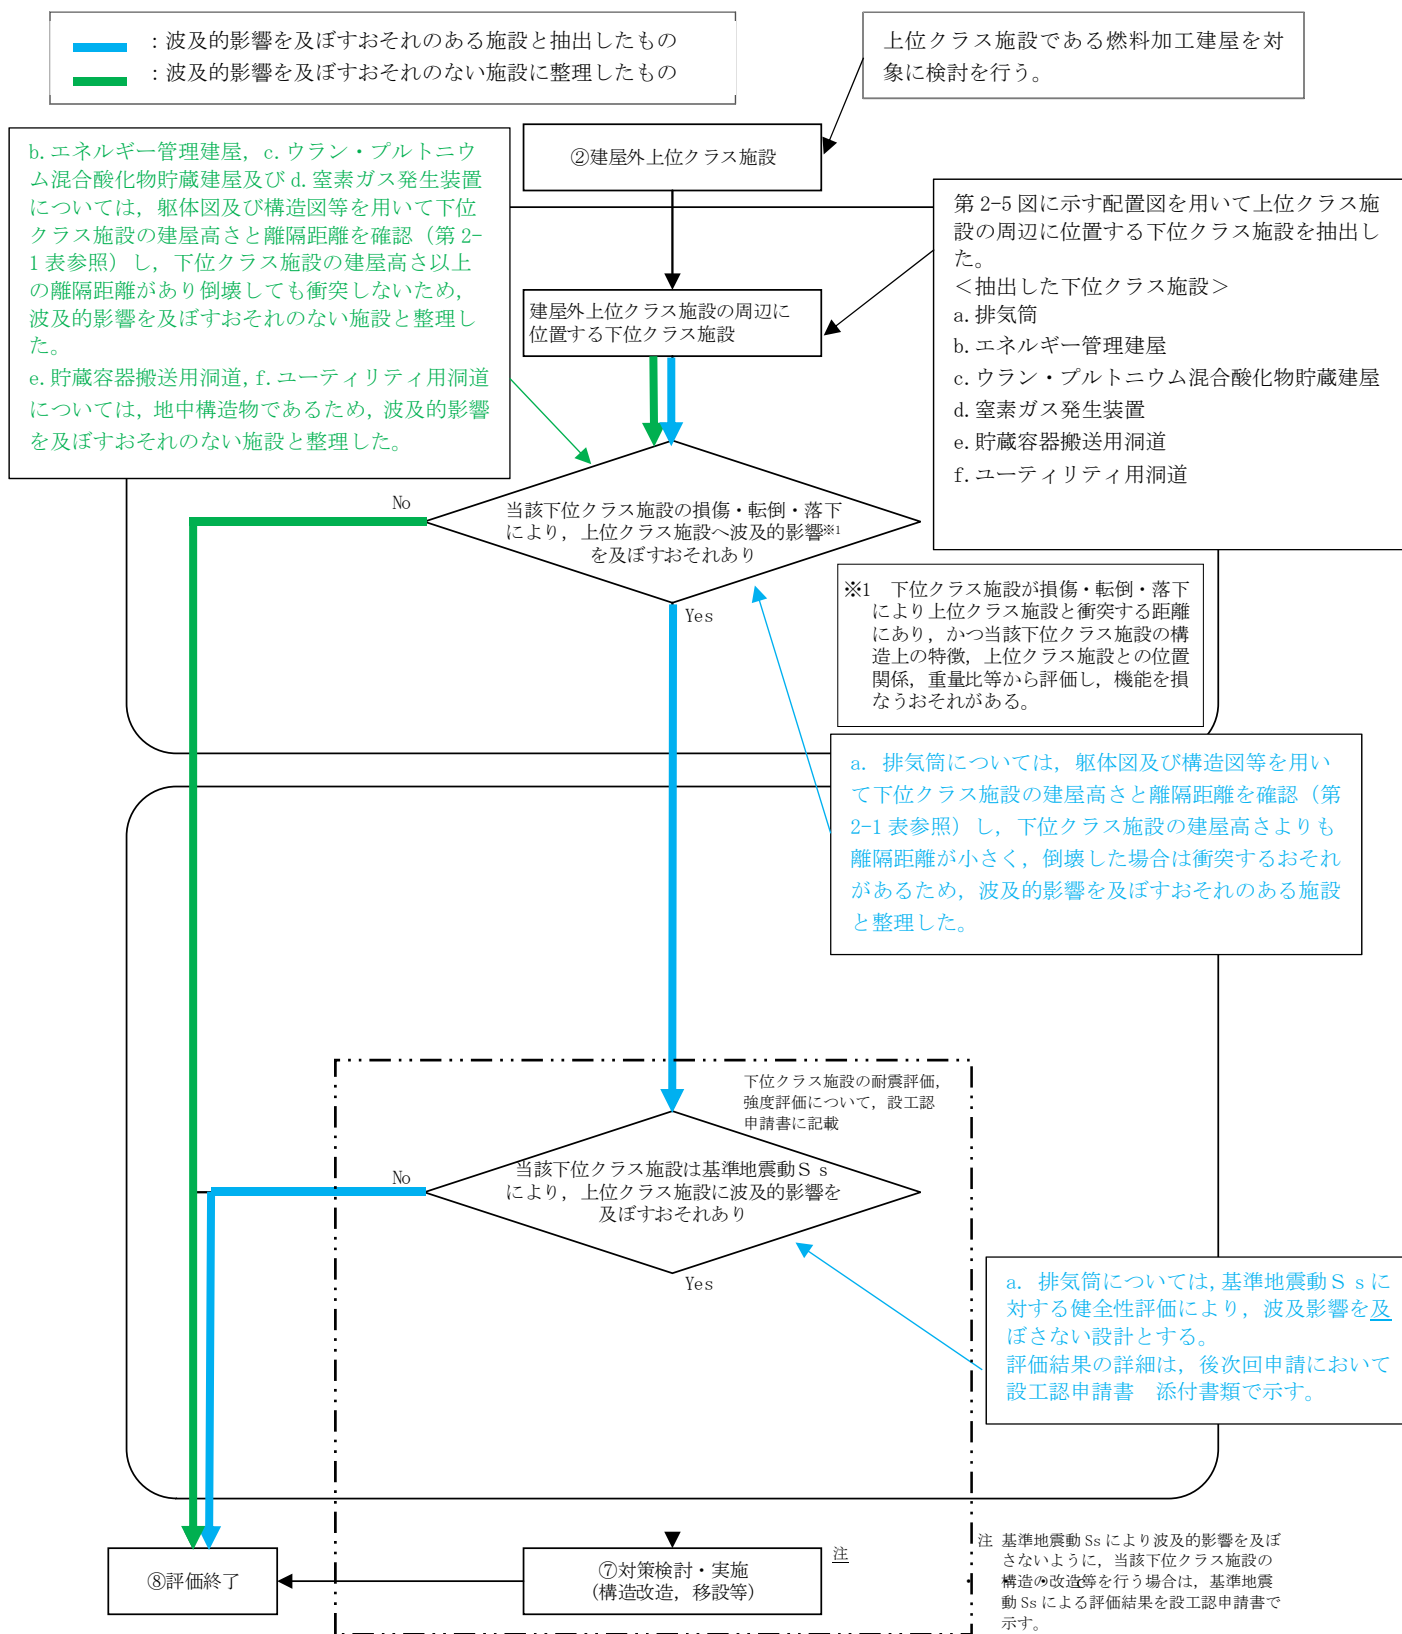 ：波及的影響を及ぼすおそれのある施設と抽出したもの
：波及的影響を及ぼすおそれのない施設に整理したもの
上位クラス施設である燃料加工建屋を対
象に検討を行う。
②建屋外上位クラス施設
b.エネルギー管理建屋，c.ウラン・プルトニウ
ム混合酸化物貯蔵建屋及び d.窒素ガス発生装置
については，躯体図及び構造図等を用いて下位
クラス施設の建屋高さと離隔距離を確認（第 2-
1 表参照）し，下位クラス施設の建屋高さ以上
の離隔距離があり倒壊しても衝突しないため，
波及的影響を及ぼすおそれのない施設と整理し
た。
e.貯蔵容器搬送用洞道，f.ユーティリティ用洞道
については，地中構造物であるため，波及的影響
を及ぼすおそれのない施設と整理した。
第 2-5 図に示す配置図を用いて上位クラス施
設の周辺に位置する下位クラス施設を抽出し
た。
＜抽出した下位クラス施設＞
a.排気筒
b.エネルギー管理建屋
c.ウラン・プルトニウム混合酸化物貯蔵建屋
d.窒素ガス発生装置
e.貯蔵容器搬送用洞道
f.ユーティリティ用洞道
建屋外上位クラス施設の周辺に
位置する下位クラス施設
No
当該下位クラス施設の損傷・転倒・落下
により，上位クラス施設へ波及的影響※1
を及ぼすおそれあり
Yes
※1　下位クラス施設が損傷・転倒・落下
により上位クラス施設と衝突する距離
にあり，かつ当該下位クラス施設の構
造上の特徴，上位クラス施設との位置
関係，重量比等から評価し，機能を損
なうおそれがある。
a. 排気筒については，躯体図及び構造図等を用い
て下位クラス施設の建屋高さと離隔距離を確認（第
2-1 表参照）し，下位クラス施設の建屋高さよりも
離隔距離が小さく，倒壊した場合は衝突するおそれ
があるため，波及的影響を及ぼすおそれのある施設
と整理した。
下位クラス施設の耐震評価，
強度評価について，設工認
申請書に記載
No
当該下位クラス施設は基準地震動Ｓｓ
により，上位クラス施設に波及的影響を
及ぼすおそれあり
Yes
a. 排気筒については，基準地震動Ｓｓに
対する健全性評価により，波及影響を及
ぼさない設計とする。
評価結果の詳細は，後次回申請において
設工認申請書　添付書類で示す。
⑧評価終了
⑦対策検討・実施
(構造改造，移設等)
注
注 基準地震動 Ss により波及的影響を及ぼ
さないように，当該下位クラス施設の
構造の改造等を行う場合は，基準地震
動 Ss による評価結果を設工認申請書で
示す。